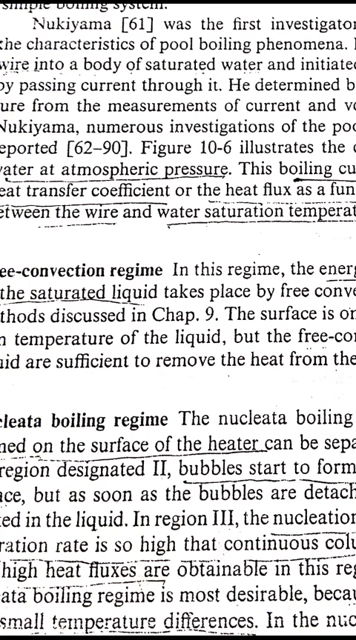 simple boiling system.
Nukiyama [61] was the first investigator
the characteristics of pool boiling phenomena.
wire into a body of saturated water and initiated
by passing current through it. He determined
ure from the measurements of current and
Nukiyama, numerous investigations of the
eported [62–90]. Figure 10-6 illustrates the
water at atmospheric pressure. This boiling cu
eat transfer coefficient or the heat flux as a fun
etween the wire and water saturation temperat
ee-convection regime In this regime, the energ
the saturated liquid takes place by free conve
thods discussed in Chap. 9. The surface is on
n temperature of the liquid, but the free-con
uid are sufficient to remove the heat from the
cleata boiling regime The nucleata boiling
ned on the surface of the heater can be sepa
region designated II, bubbles start to form
ace, but as soon as the bubbles are detach
ted in the liquid. In region III, the nucleation
ration rate is so high that continuous colu
high heat fluxes are obtainable in this reg
ata boiling regime is most desirable, becau
small temperature differences. In the nuc